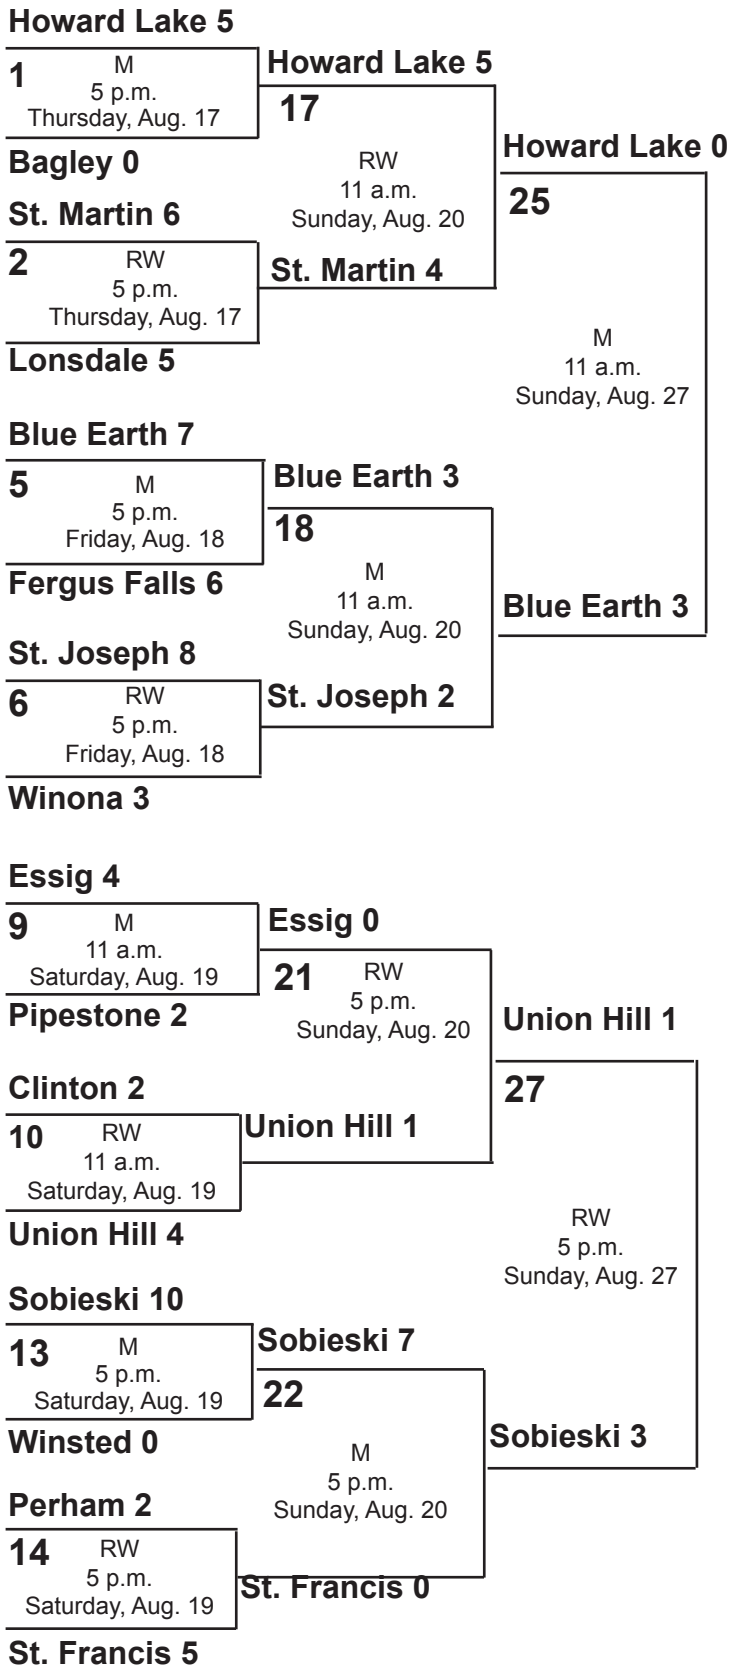 Howard Lake 5
1
M
5 p.m.
Thursday, Aug. 17
Bagley 0
St. Martin 6
2
RW
5 p.m.
Thursday, Aug. 17
Lonsdale 5
Howard Lake 5
17
RW
11 a.m.
Sunday, Aug. 20
St. Martin 4
Blue Earth 7
5
M
5 p.m.
Friday, Aug. 18
Fergus Falls 6
St. Joseph 8
6
RW
5 p.m.
Friday, Aug. 18
Winona 3
Blue Earth 3
18
M
11 a.m.
Sunday, Aug. 20
St. Joseph 2
Howard Lake 0
25
M
11 a.m.
Sunday, Aug. 27
Blue Earth 3
Essig 4
9
M
11 a.m.
Saturday, Aug. 19
Pipestone 2
Clinton 2
10
RW
11 a.m.
Saturday, Aug. 19
Union Hill 4
Essig 0
21
RW
5 p.m.
Sunday, Aug. 20
Union Hill 1
Sobieski 10
13
M
5 p.m.
Saturday, Aug. 19
Winsted 0
Perham 2
14
RW
5 p.m.
Saturday, Aug. 19
St. Francis 5
Sobieski 7
22
M
5 p.m.
Sunday, Aug. 20
St. Francis 0
Union Hill 1
27
RW
5 p.m.
Sunday, Aug. 27
Sobieski 3